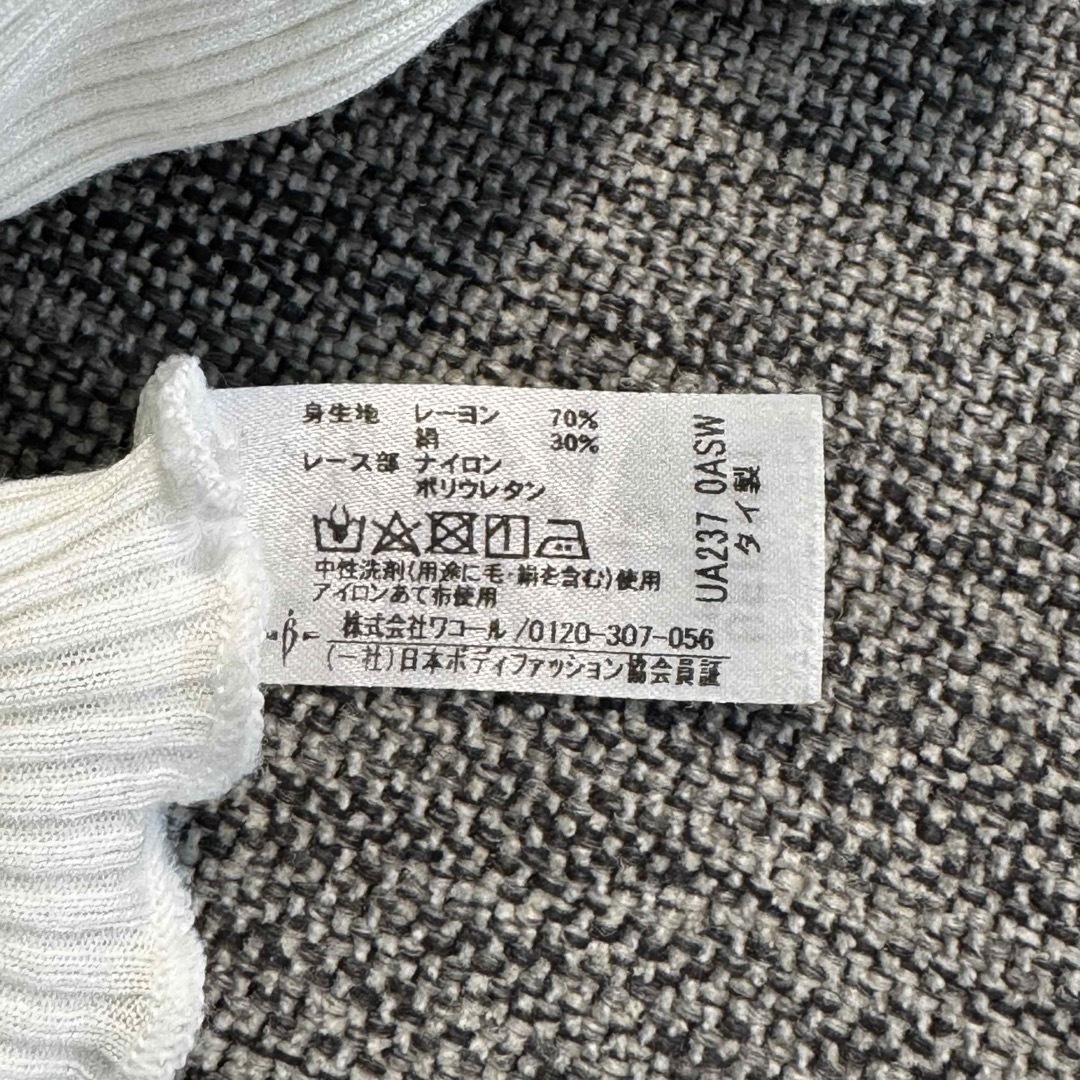 身生地 レーヨン 70%
絹 30%
レース部 ナイロン
ポリウレタン
中性洗剤(用途に毛・絹を含む)使用
アイロンあて布使用
株式会社ワコール/0120-307-056
(一社)日本ボディファッション協会員証
UA237 0ASW
タイ製